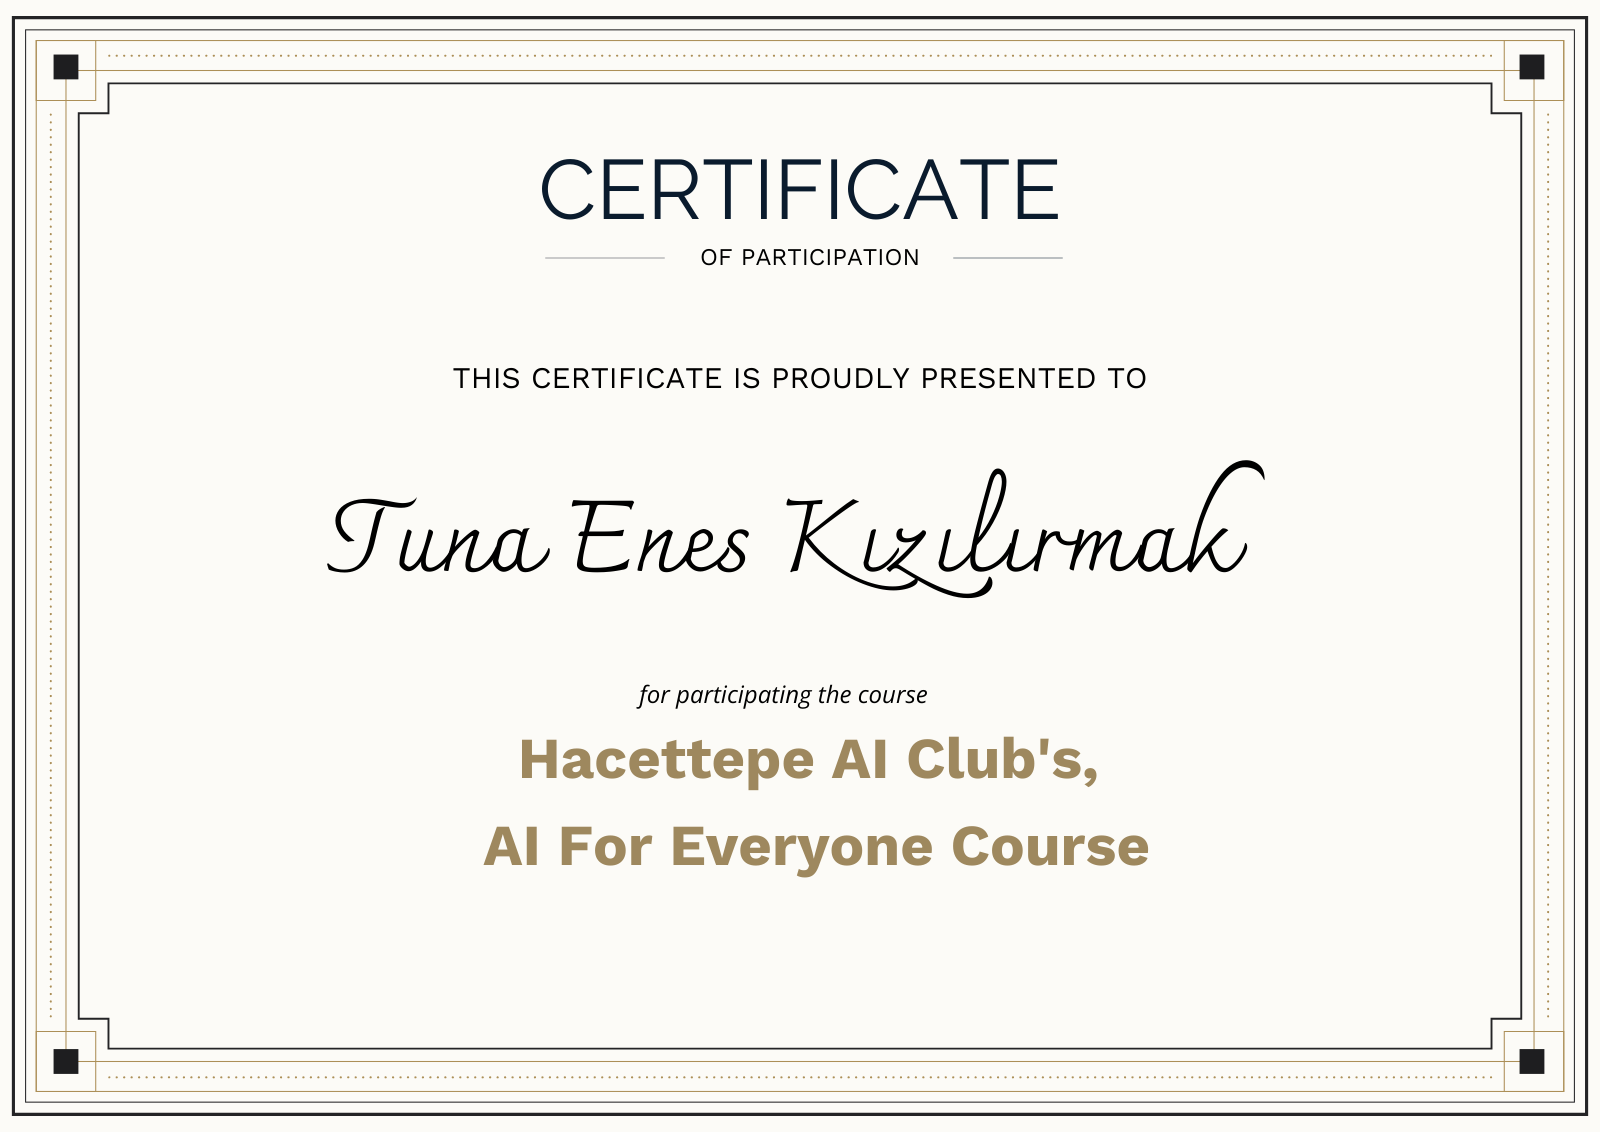 CERTIFICATE
OF PARTICIPATION
THIS CERTIFICATE IS PROUDLY PRESENTED TO
Tuna Enes Kızılırmak
for participating the course
Hacettepe AI Club's,
AI For Everyone Course